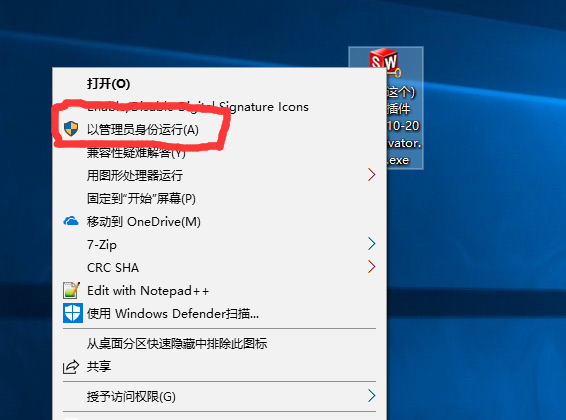 打开(O)
Enable/Disable Digital Signature Icons
以管理员身份运行(A)
兼容性疑难解答(Y)
用图形处理器运行
固定到"开始"屏幕(P)
移动到 OneDrive(M)
7-Zip
CRC SHA
Edit with Notepad++
使用 Windows Defender扫描...
从桌面分区快速隐藏中排除此图标
共享
授予访问权限(G)
SW
这个)
插件
10-20
vator.
.exe